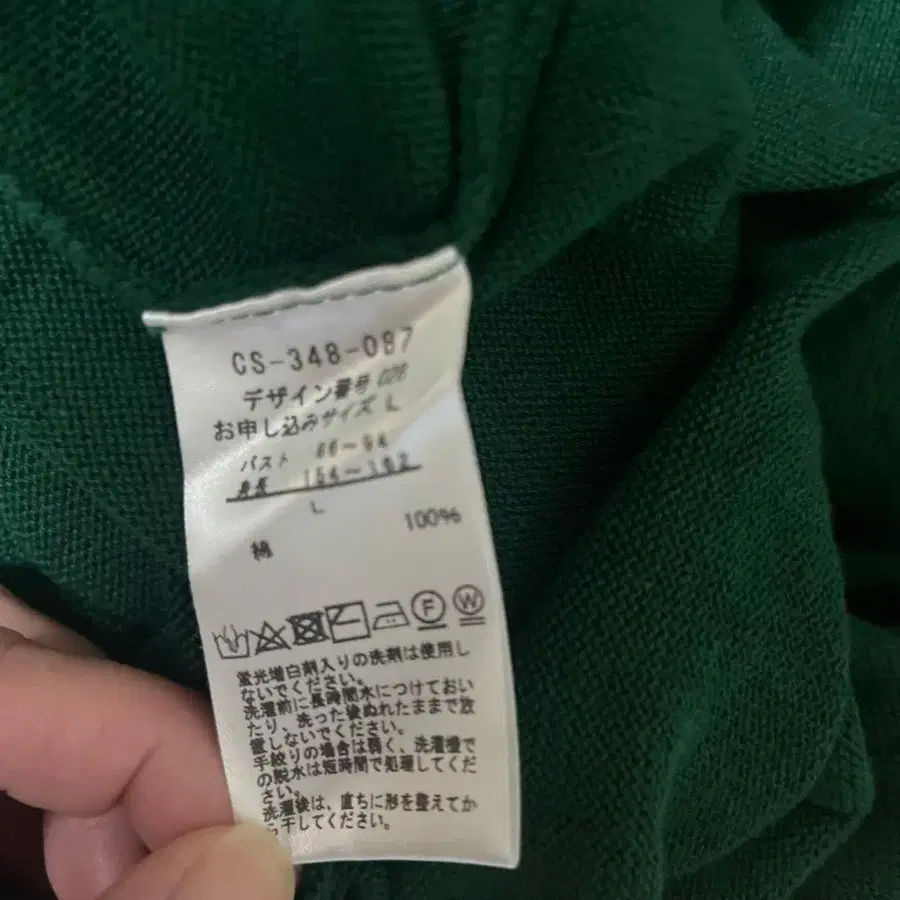 CS-348-087
デザイン番号 028
お申し込みサイズ L
バスト 86-94
身長 154-162
L
綿 100%
F W
蛍光増白剤入りの洗剤は使用し
ないでください。
洗濯前に長時間水につけておい
たり、洗った後ぬれたままで放
置しないでください。
手絞りの場合は弱く、洗濯機で
の脱水は短時間で処理してくだ
さい。
洗濯後は、直ちに形を整えてか
ら干してください。